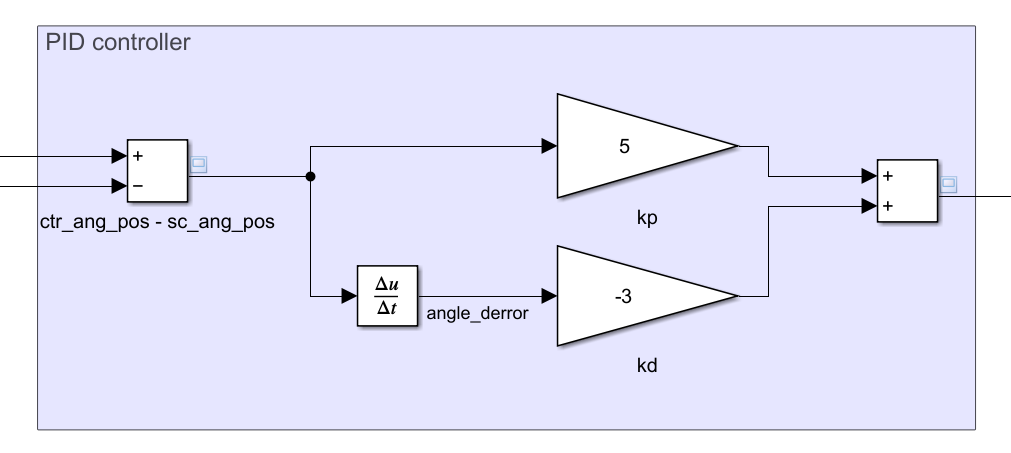 PID controller
+
−
ctr_ang_pos - sc_ang_pos
5
kp
Δu
Δt
angle_derror
-3
kd
+
+